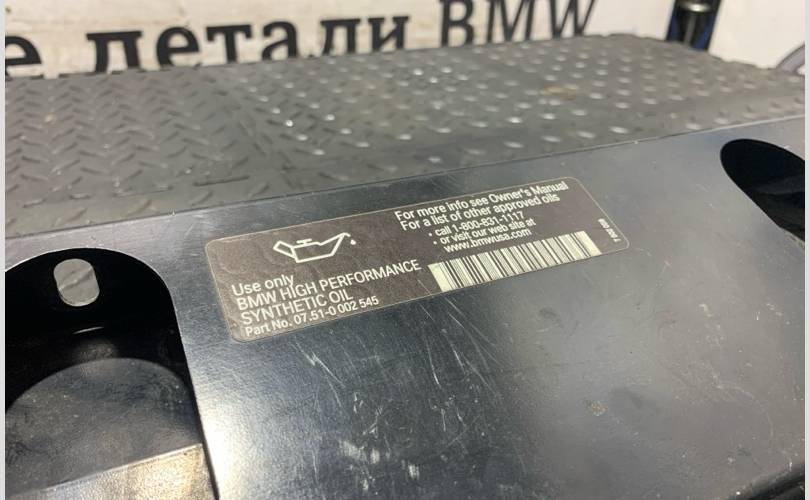 е детали BMW
Use only
BMW HIGH PERFORMANCE
SYNTHETIC OIL
Part No. 07.51-0 002 545
For more info see Owner's Manual
For a list of other approved oils
• call 1-800-831-1117
• or visit our web site at
www.bmwusa.com